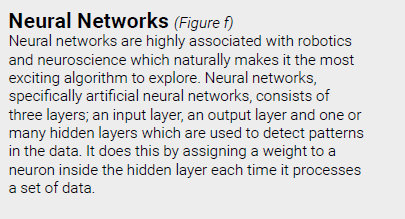 Neural Networks (Figure f)
Neural networks are highly associated with robotics
and neuroscience which naturally makes it the most
exciting algorithm to explore. Neural networks,
specifically artificial neural networks, consists of
three layers; an input layer, an output layer and one or
many hidden layers which are used to detect patterns
in the data. It does this by assigning a weight to a
neuron inside the hidden layer each time it processes
a set of data.